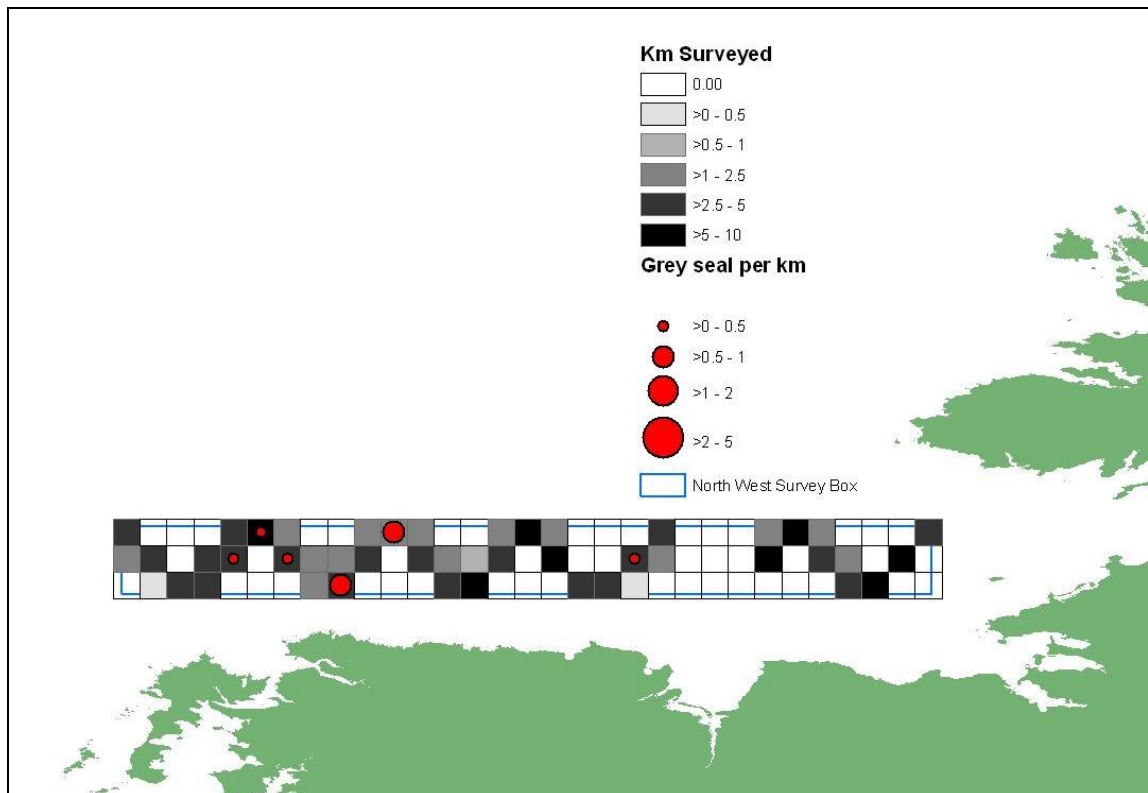 Km Surveyed
0.00
>0 - 0.5
>0.5 - 1
>1 - 2.5
>2.5 - 5
>5 - 10
Grey seal per km
>0 - 0.5
>0.5 - 1
>1 - 2
>2 - 5
North West Survey Box